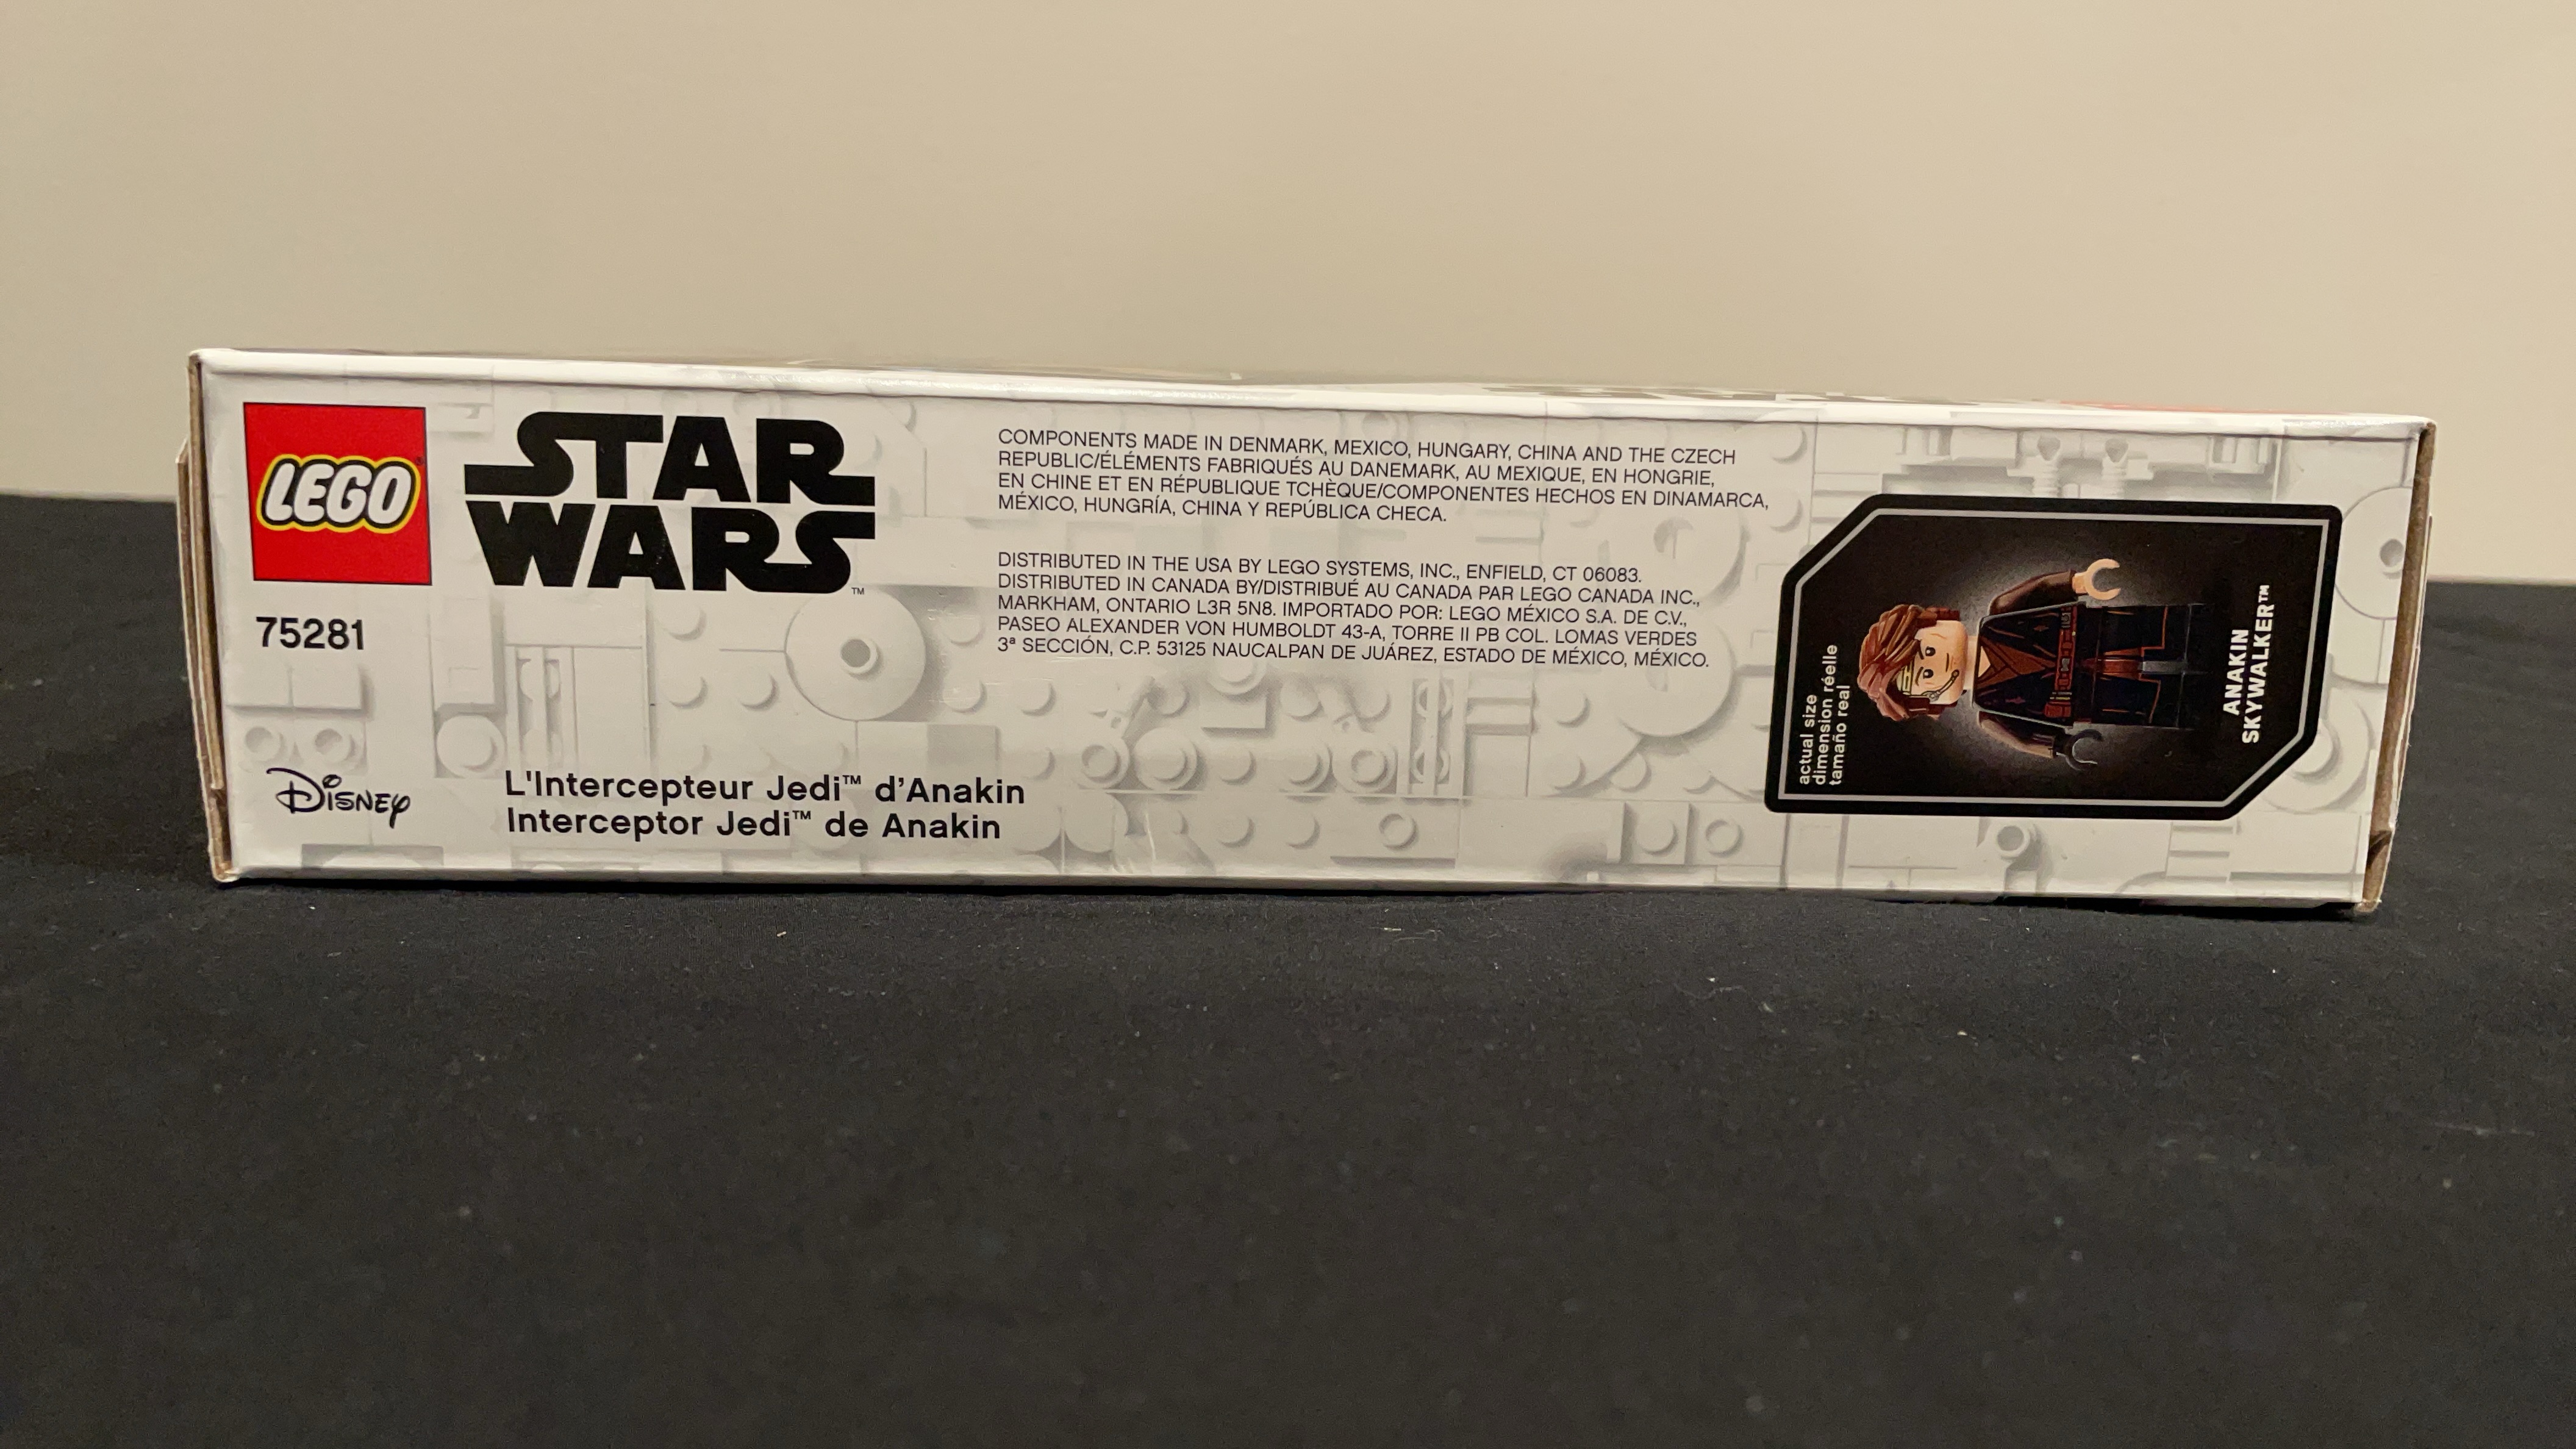 LEGO
STAR
WARS™
75281
Disney
L'Intercepteur Jedi™ d'Anakin
Interceptor Jedi™ de Anakin
COMPONENTS MADE IN DENMARK, MEXICO, HUNGARY, CHINA AND THE CZECH
REPUBLIC/ÉLÉMENTS FABRIQUÉS AU DANEMARK, AU MEXIQUE, EN HONGRIE,
EN CHINE ET EN RÉPUBLIQUE TCHÈQUE/COMPONENTES HECHOS EN DINAMARCA,
MÉXICO, HUNGRÍA, CHINA Y REPÚBLICA CHECA.
DISTRIBUTED IN THE USA BY LEGO SYSTEMS, INC., ENFIELD, CT 06083.
DISTRIBUTED IN CANADA BY/DISTRIBUÉ AU CANADA PAR LEGO CANADA INC.,
MARKHAM, ONTARIO L3R 5N8. IMPORTADO POR: LEGO MÉXICO S.A. DE C.V.,
PASEO ALEXANDER VON HUMBOLDT 43-A, TORRE II PB COL. LOMAS VERDES
3ª SECCIÓN, C.P. 53125 NAUCALPAN DE JUÁREZ, ESTADO DE MÉXICO, MÉXICO.
actual size
dimension réelle
tamaño real
ANAKIN
SKYWALKER™